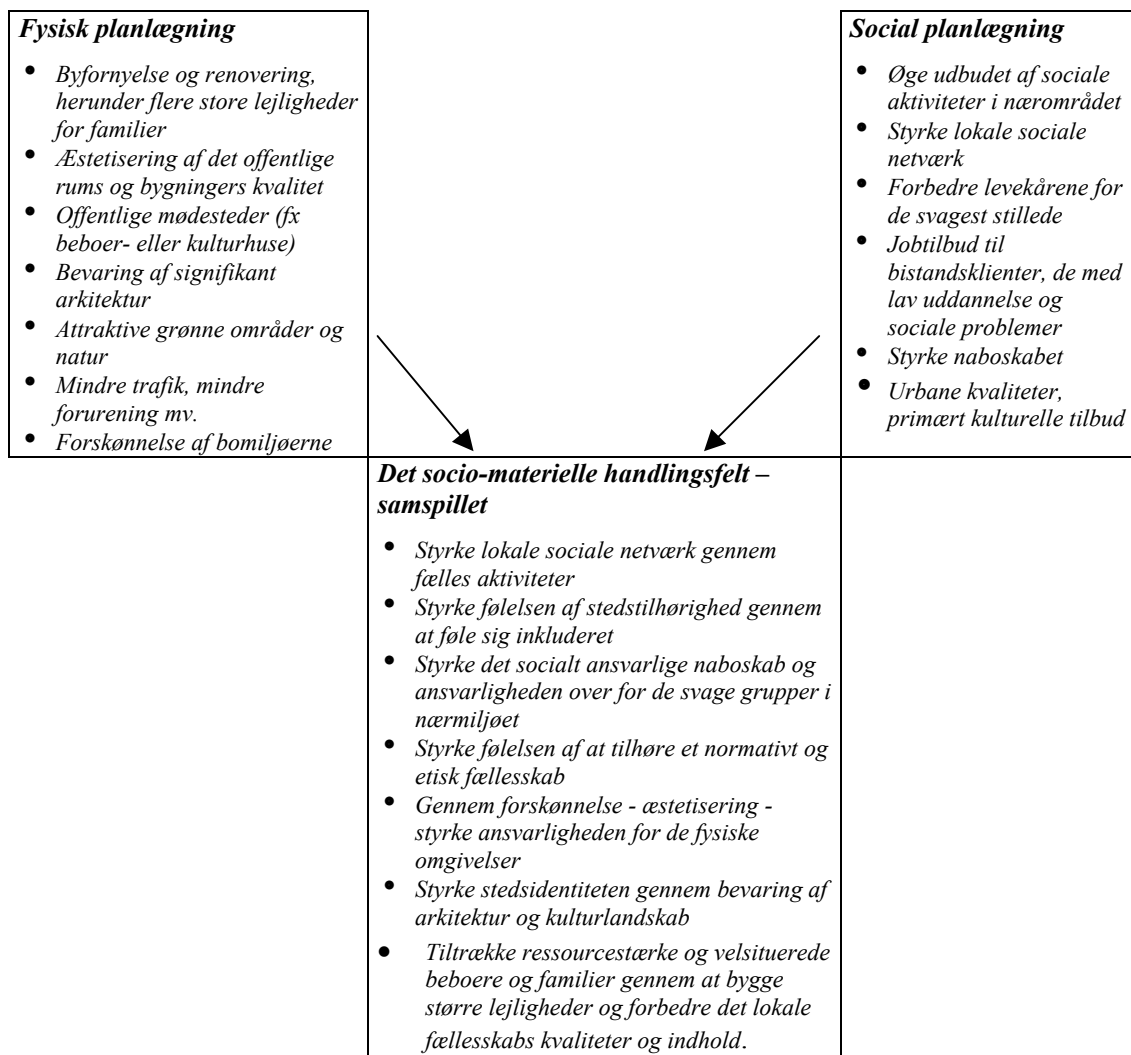 Fysisk planlægning
• Byfornyelse og renovering,
herunder flere store lejligheder
for familier
• Æstetisering af det offentlige
rums og bygningers kvalitet
• Offentlige mødesteder (fx
beboer- eller kulturhuse)
• Bevaring af signifikant
arkitektur
• Attraktive grønne områder og
natur
• Mindre trafik, mindre
forurening mv.
• Forskønnelse af bomiljøerne
Social planlægning
• Øge udbudet af sociale
aktiviteter i nærområdet
• Styrke lokale sociale
netværk
• Forbedre levekårene for
de svagest stillede
• Jobtilbud til
bistandsklienter, de med
lav uddannelse og
sociale problemer
• Styrke naboskabet
• Urbane kvaliteter,
primært kulturelle tilbud
Det socio-materielle handlingsfelt –
samspillet
• Styrke lokale sociale netværk gennem
fælles aktiviteter
• Styrke følelsen af stedstilhørighed gennem
at føle sig inkluderet
• Styrke det socialt ansvarlige naboskab og
ansvarligheden over for de svage grupper i
nærmiljøet
• Styrke følelsen af at tilhøre et normativt og
etisk fællesskab
• Gennem forskønnelse - æstetisering -
styrke ansvarligheden for de fysiske
omgivelser
• Styrke stedsidentiteten gennem bevaring af
arkitektur og kulturlandskab
• Tiltrække ressourcestærke og velsituerede
beboere og familier gennem at bygge
større lejligheder og forbedre det lokale
fællesskabs kvaliteter og indhold.